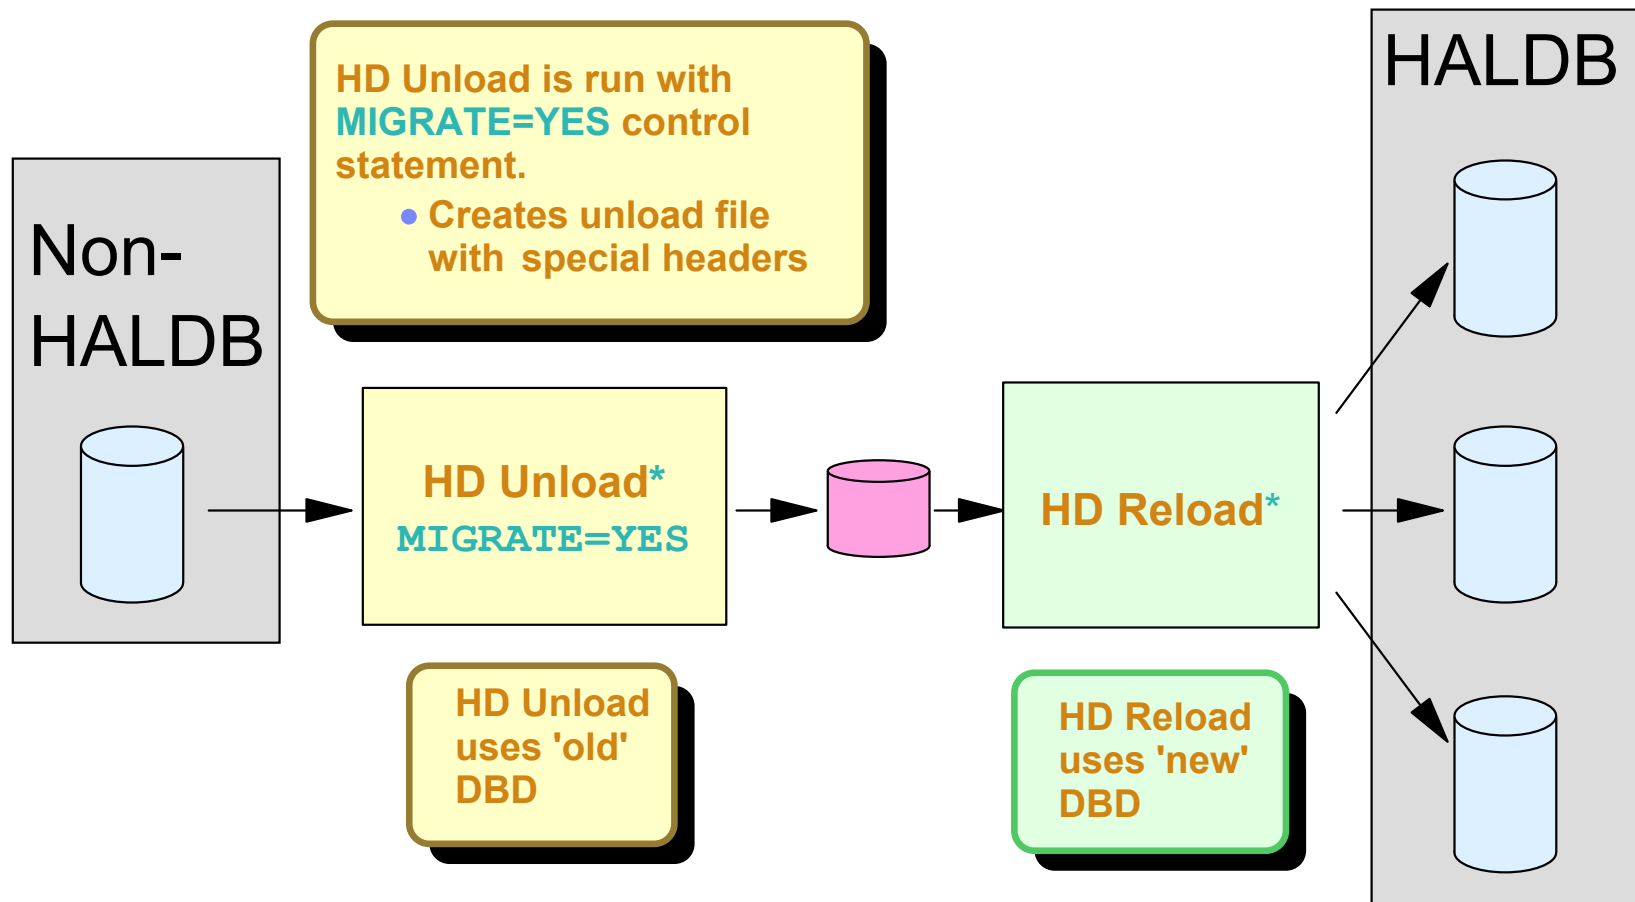 HD Unload is run with
MIGRATE=YES control
statement.
• Creates unload file
with special headers
HALDB
Non-
HALDB
HD Unload*
MIGRATE=YES
HD Reload*
HD Unload
uses 'old'
DBD
HD Reload
uses 'new'
DBD